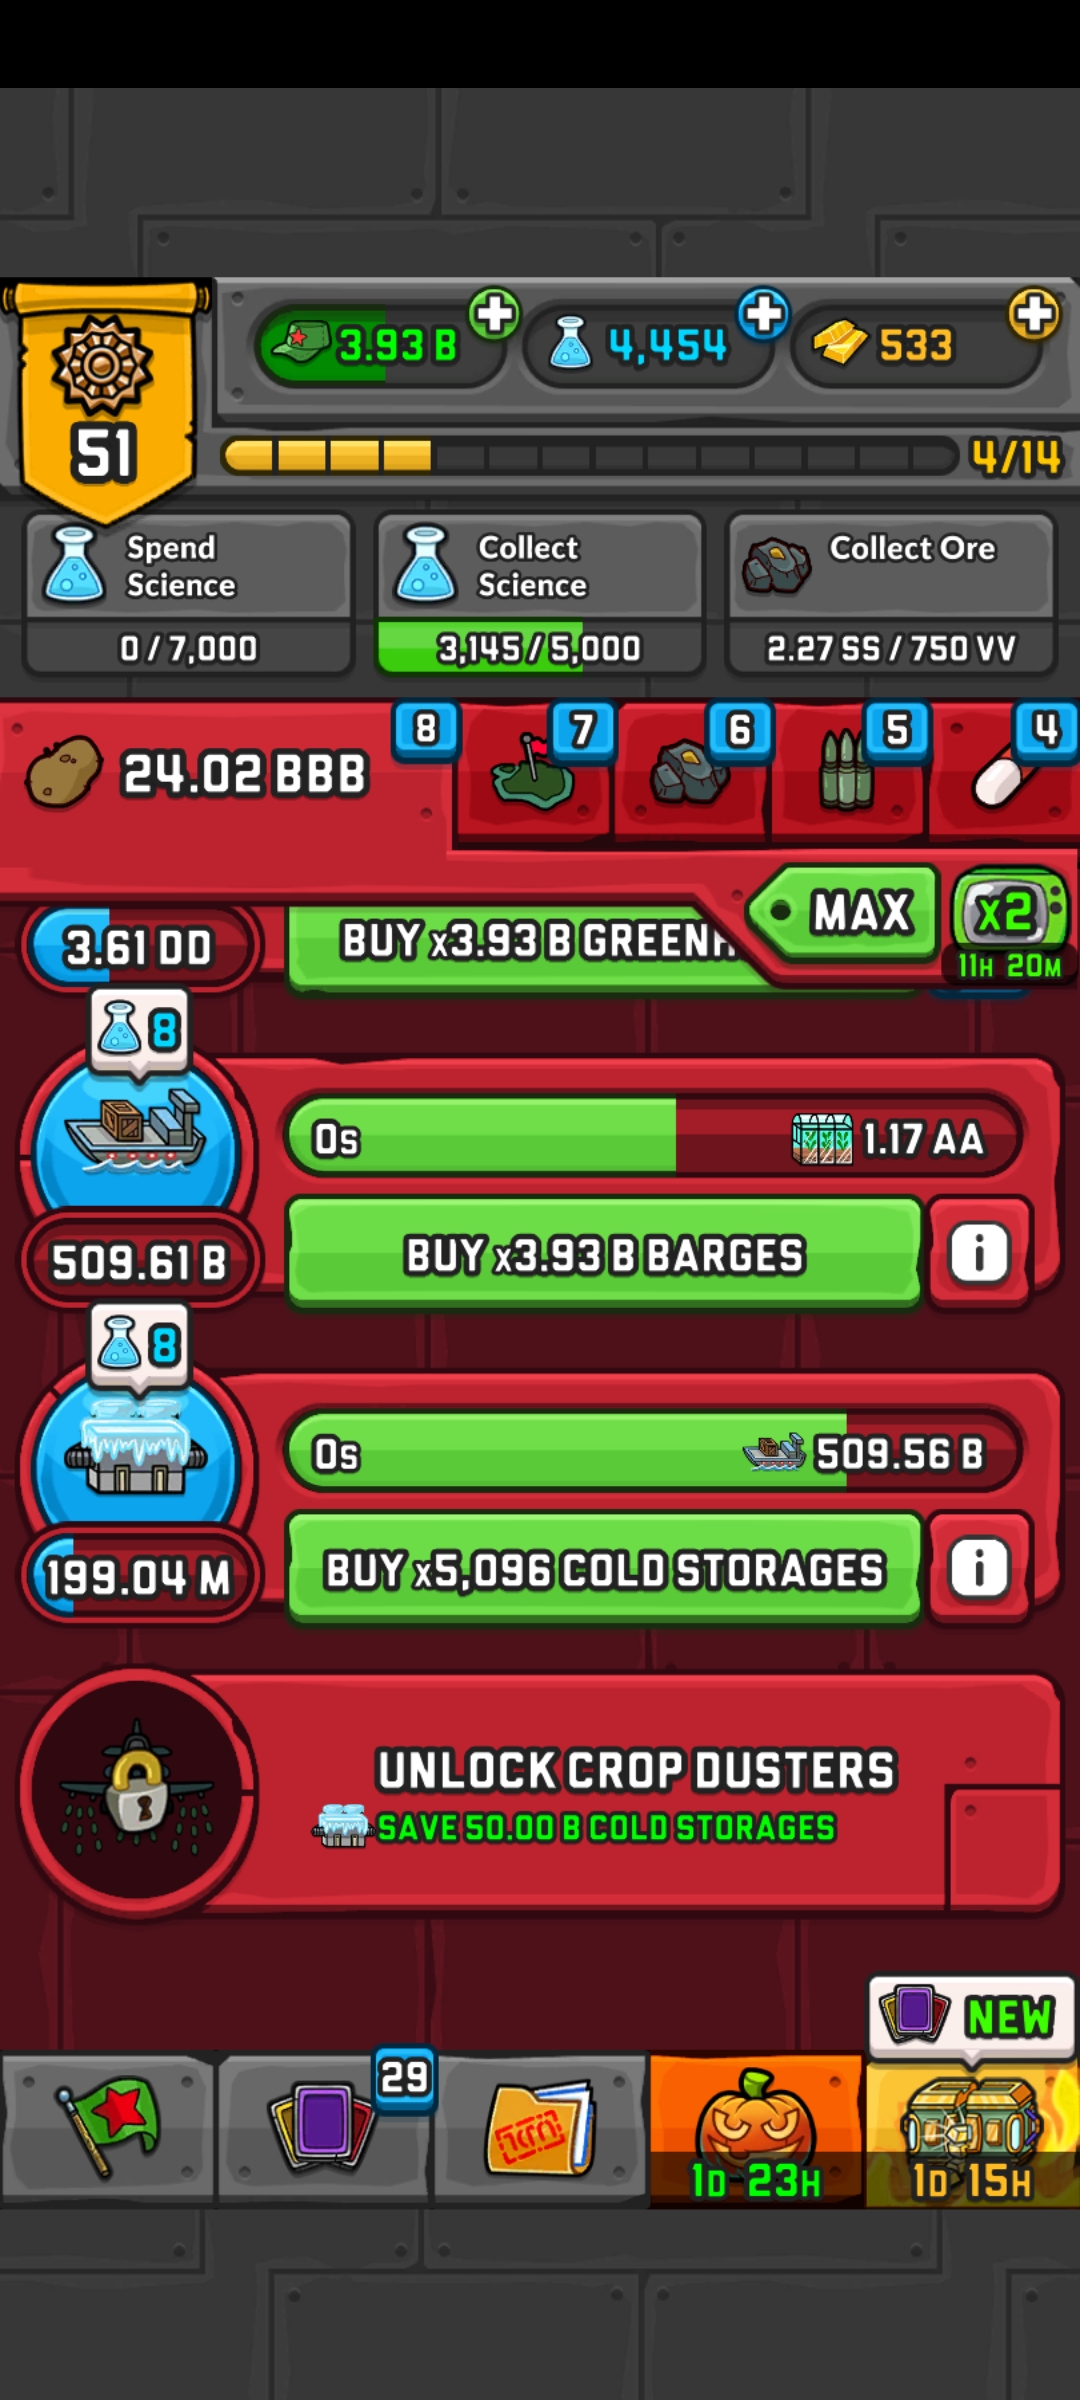 3.93 B
4,454
533
51
4/14
Spend
Science
0 / 7,000
Collect
Science
3,145 / 5,000
Collect Ore
2.27 SS / 750 VV
24.02 BBB
8
7
6
5
4
MAX
x2
11H 20M
3.61 DD
BUY x3.93 B GREENH
8
0s
1.17 AA
509.61 B
BUY x3.93 B BARGES
i
8
0s
509.56 B
199.04 M
BUY x5,096 COLD STORAGES
i
UNLOCK CROP DUSTERS
SAVE 50.00 B COLD STORAGES
NEW
29
1D 23H
1D 15H